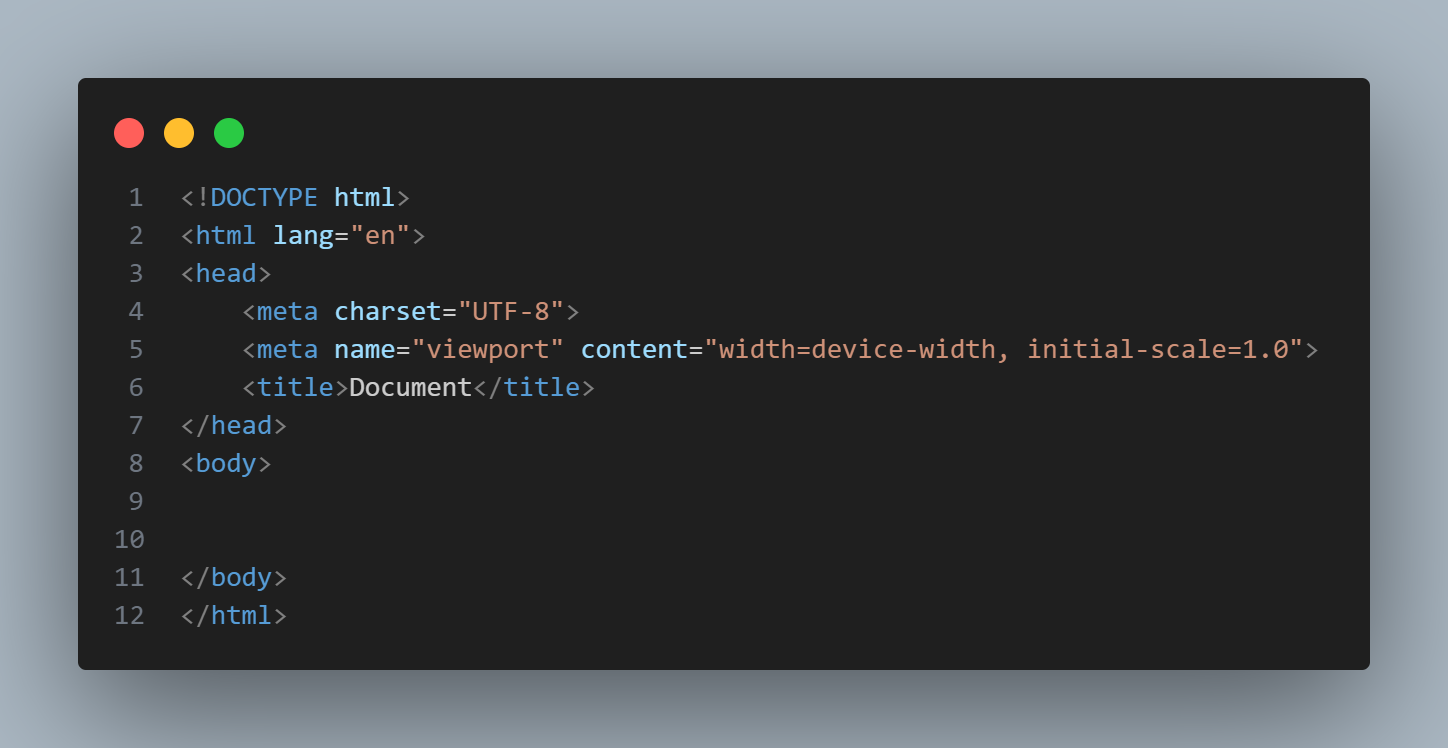 1 <!DOCTYPE html>
2 <html lang="en">
3 <head>
4     <meta charset="UTF-8">
5     <meta name="viewport" content="width=device-width, initial-scale=1.0">
6     <title>Document</title>
7 </head>
8 <body>
9
10
11 </body>
12 </html>